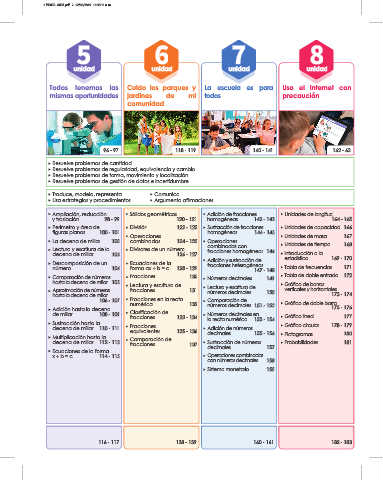 5
unidad
Todos tenemos las
mismas oportunidades
96 - 97
6
unidad
Cuido los parques y
jardines de mi
comunidad
118 - 119
7
unidad
La escuela es para
todos
140 - 141
8
unidad
Uso el Internet con
precaución
162 - 63
• Resuelve problemas de cantidad
• Resuelve problemas de regularidad, equivalencia y cambio
• Resuelve problemas de forma, movimiento y localización
• Resuelve problemas de gestión de datos e incertidumbre
• Traduce, modela, representa
• Usa estrategias y procedimientos
• Comunica
• Argumenta afirmaciones
• Ampliación, reducción
y traslación 98 - 99
• Perímetro y área de
figuras planas 100 - 101
• La decena de millar 102
• Lectura y escritura de la
decena de millar 103
• Descomposición de un
número 104
• Comparación de números
hasta decena de millar 105
• Aproximación de números
hasta decena de millar
106 - 107
• Adición hasta decena
de millar 108 - 109
• Sustracción hasta la
decena de millar 110 - 111
• Multiplicación hasta la
decena de millar 112 - 113
• Ecuaciones de la forma
x + b = c 114 - 115
116 - 117
• Sólidos geométricos
120 - 121
• División 122 - 123
• Operaciones
combinadas 124 - 125
• Divisores de un número
126 - 127
• Ecuaciones de la
forma ax + b = c 128 - 129
• Fracciones 130
• Lectura y escritura de
fracciones 131
• Fracciones en la recta
numérica 132
• Clasificación de
fracciones 133 - 134
• Fracciones
equivalentes 135 - 136
• Comparación de
fracciones 137
138 - 139
• Adición de fracciones
homogéneas 142 - 143
• Sustracción de fracciones
homogéneas 144 - 145
• Operaciones
combinadas con
fracciones homogéneas 146
• Adición y sustracción de
fracciones heterogéneas
147 - 148
• Números decimales 149
• Lectura y escritura de
números decimales 150
• Comparación de
números decimales 151 - 152
• Números decimales en
la recta numérica 153 - 154
• Adición de números
decimales 155 - 156
• Sustracción de números
decimales 157
• Operaciones combinadas
con números decimales 158
• Sistema monetario 159
160 - 161
• Unidades de longitud
164 - 165
• Unidades de capacidad 166
• Unidades de masa 167
• Unidades de tiempo 168
• Introducción a la
estadística 169 - 170
• Tabla de frecuencias 171
• Tabla de doble entrada 172
• Gráfico de barras
verticales y horizontales
173 - 174
• Gráfico de doble barra
175 - 176
• Gráfico lineal 177
• Gráfico circular 178 - 179
• Pictogramas 180
• Probabilidades 181
182 - 183